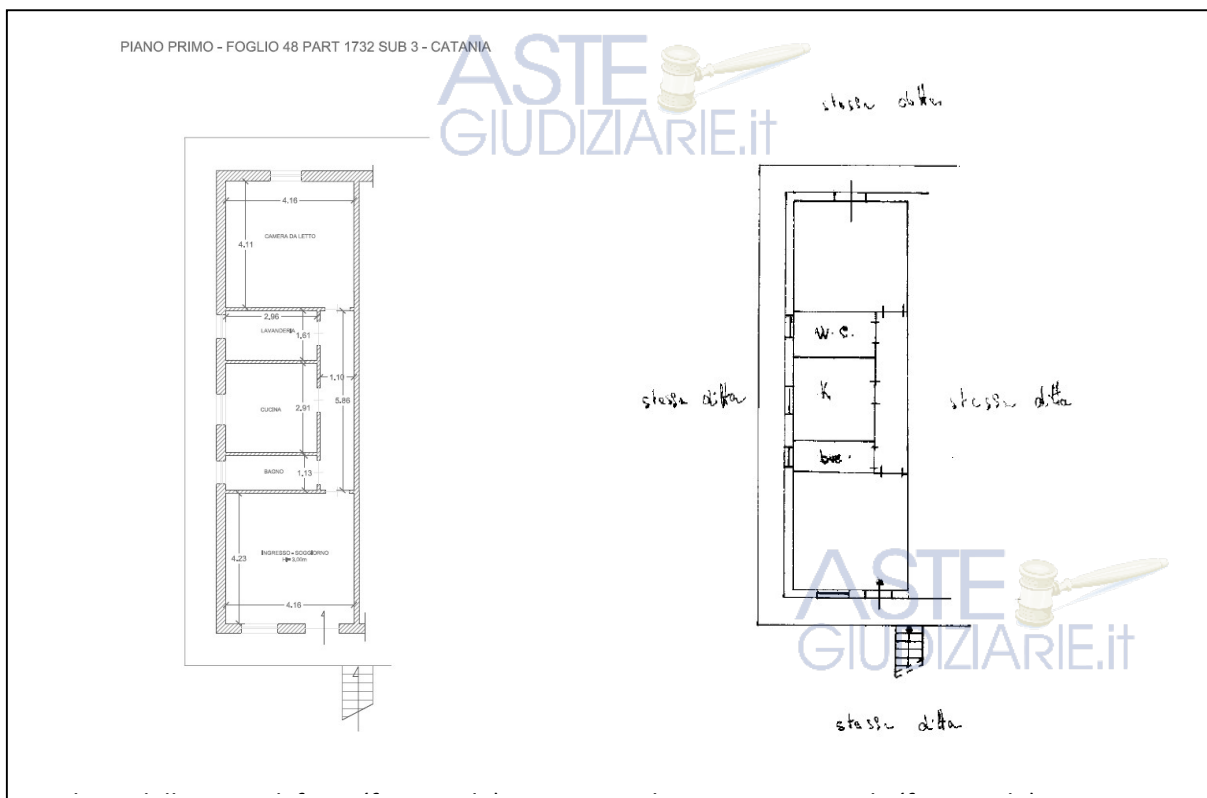 PIANO PRIMO - FOGLIO 48 PART 1732 SUB 3 - CATANIA
ASTE
GIUDIZIARIE.it
stessa ditta
4.16
4.11
CAMERA DA LETTO
2.96
LAVANDERIA
1.61
1.10
5.86
CUCINA
2.91
BAGNO
1.13
4.23
INGRESSO - SOGGIORNO
H= 3,00m
4.16
W.C.
stessa ditta
K
stessa ditta
ASTE
GIUDIZIARIE.it
stessa ditta